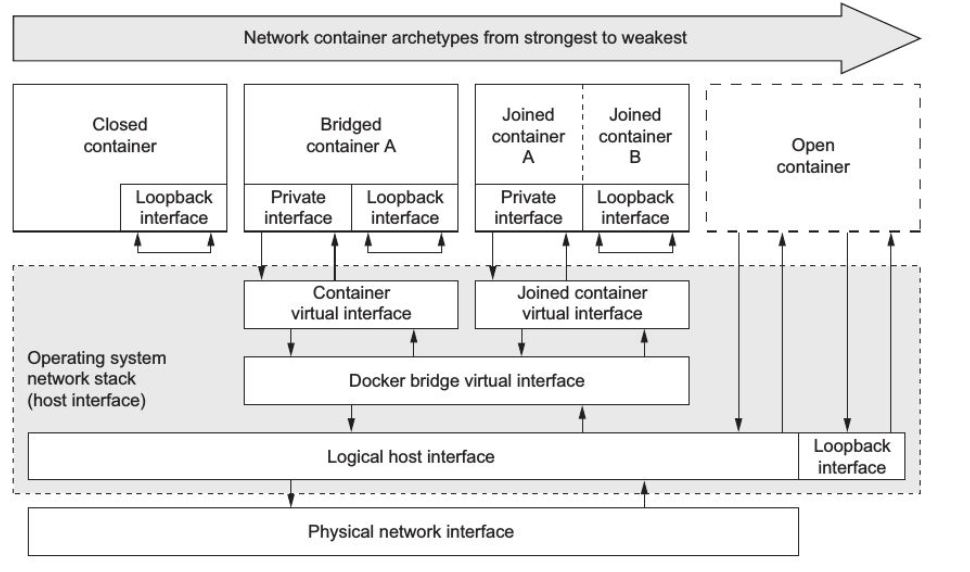 Network container archetypes from strongest to weakest
Closed
container
Loopback
interface
Bridged
container A
Private
interface
Loopback
interface
Joined
container
A
Joined
container
B
Private
interface
Loopback
interface
Open
container
Container
virtual interface
Joined container
virtual interface
Operating system
network stack
(host interface)
Docker bridge virtual interface
Logical host interface
Loopback
interface
Physical network interface